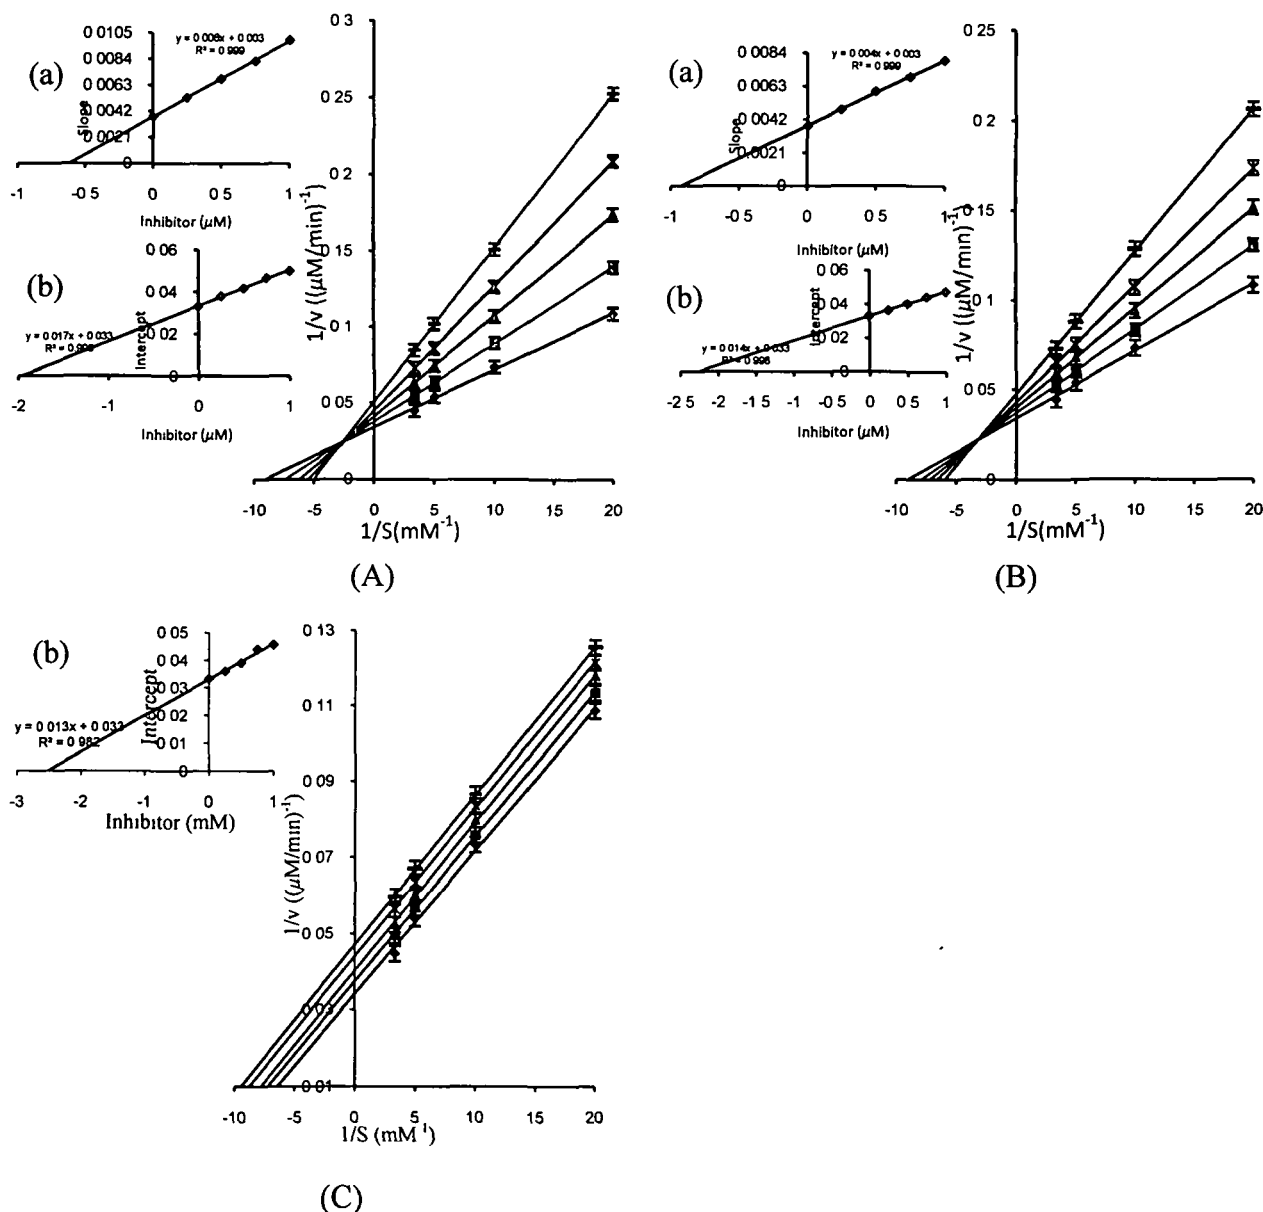 (a)
0 0105
0 0084
0 0063
0 0042
0 0021
0
Slope
y = 0 006x + 0 003
R² = 0 999
-1
-0 5
0
0 5
1
Inhibitor (µM)
(b)
0 06
0 04
0 02
0
Intercept
y = 0 017x + 0 033
-2
-1
0
1
Inhibitor (µM)
0 3
0 25
0 2
0 15
0 1
0 05
0
1/v ((µM/min)⁻¹
-10
-5
0
5
10
15
20
1/S(mM⁻¹)
(A)
(a)
0 0084
0 0063
0 0042
0 0021
0
Slope
y = 0 004x + 0 003
R² = 0 999
-1
-0 5
0
0 5
1
Inhibitor (µM)
(b)
0 06
0 04
0 02
0
Intercept
y = 0 014x + 0 033
R² = 0 996
-2 5
-2
-1 5
-1
-0 5
0
0 5
1
Inhibitor (µM)
0 25
0 2
0 15
0 1
0 05
0
1/v ((µM/min)⁻¹)
-10
-5
0
5
10
15
20
1/S(mM⁻¹)
(B)
(b)
0 05
0 04
0 03
0 02
0 01
0
Intercept
y = 0 013x + 0 033
R² = 0 982
-3
-2
-1
0
1
Inhibitor (mM)
0 13
0 11
0 09
0 07
0 05
0 03
0 01
1/v ((µM/min)⁻¹)
-10
-5
0
5
10
15
20
1/S (mM⁻¹)
(C)